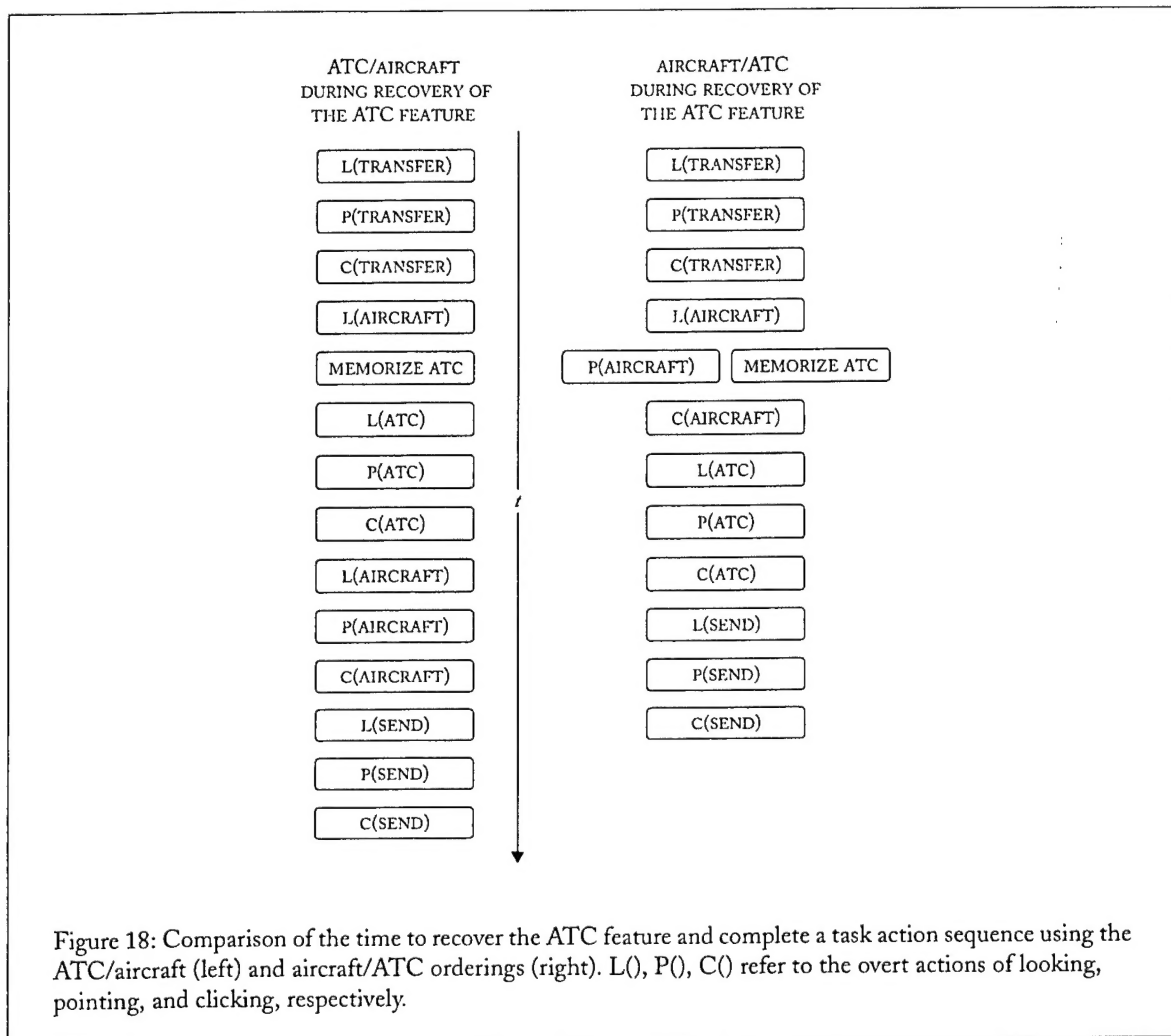 ATC/AIRCRAFT
DURING RECOVERY OF
THE ATC FEATURE
L(TRANSFER)
P(TRANSFER)
C(TRANSFER)
L(AIRCRAFT)
MEMORIZE ATC
L(ATC)
P(ATC)
C(ATC)
L(AIRCRAFT)
P(AIRCRAFT)
C(AIRCRAFT)
L(SEND)
P(SEND)
C(SEND)
t
AIRCRAFT/ATC
DURING RECOVERY OF
THE ATC FEATURE
L(TRANSFER)
P(TRANSFER)
C(TRANSFER)
L(AIRCRAFT)
P(AIRCRAFT) MEMORIZE ATC
C(AIRCRAFT)
L(ATC)
P(ATC)
C(ATC)
L(SEND)
P(SEND)
C(SEND)
Figure 18: Comparison of the time to recover the ATC feature and complete a task action sequence using the
ATC/aircraft (left) and aircraft/ATC orderings (right). L(), P(), C() refer to the overt actions of looking,
pointing, and clicking, respectively.